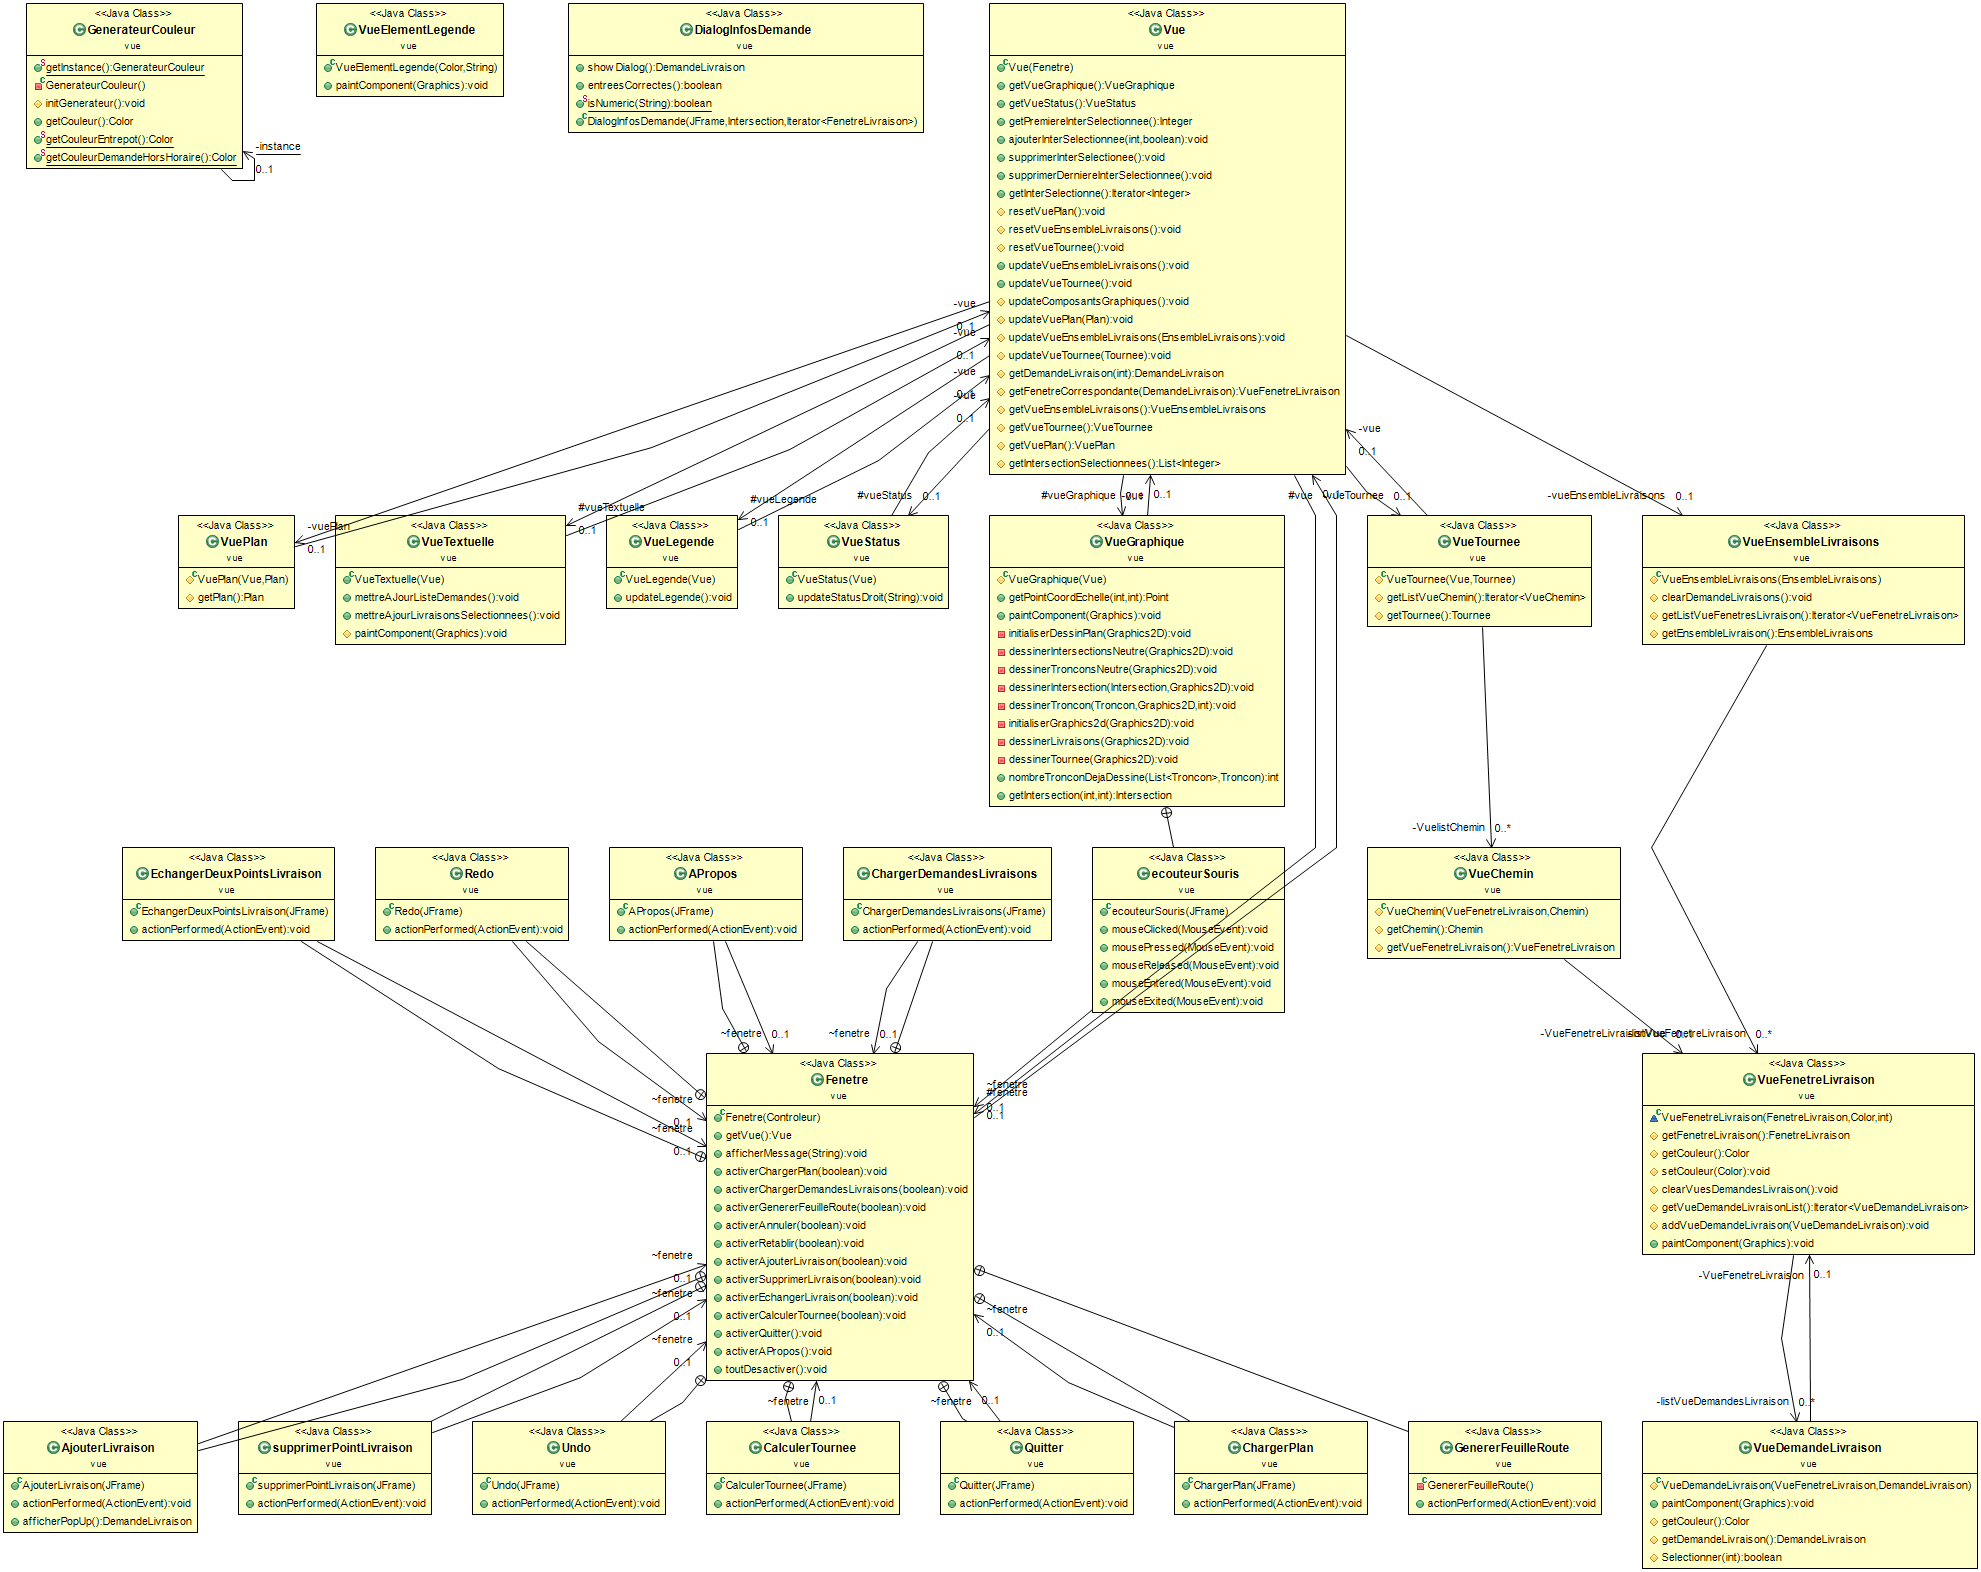 <<Java Class>>
GenerateurCouleur
vue
getInstance():GenerateurCouleur
GenerateurCouleur()
initGenerateur():void
getCouleur():Color
getCouleurEntrepot():Color
getCouleurDemandeHorsHoraire():Color
-instance
0..1
<<Java Class>>
VueElementLegende
vue
VueElementLegende(Color,String)
paintComponent(Graphics):void
<<Java Class>>
DialogInfosDemande
vue
showDialog():DemandeLivraison
entreesCorrectes():boolean
isNumeric(String):boolean
DialogInfosDemande(JFrame,Intersection,Iterator<FenetreLivraison>)
<<Java Class>>
Vue
vue
Vue(Fenetre)
getVueGraphique():VueGraphique
getVueStatus():VueStatus
getPremiereInterSelectionnee():Integer
ajouterInterSelectionnee(int,boolean):void
supprimerInterSelectionee():void
supprimerDerniereInterSelectionnee():void
getInterSelectionne():Iterator<Integer>
resetVuePlan():void
resetVueEnsembleLivraisons():void
resetVueTournee():void
updateVueEnsembleLivraisons():void
updateVueTournee():void
updateComposantsGraphiques():void
updateVuePlan(Plan):void
updateVueEnsembleLivraisons(EnsembleLivraisons):void
updateVueTournee(Tournee):void
getDemandeLivraison(int):DemandeLivraison
getFenetreCorrespondante(DemandeLivraison):VueFenetreLivraison
getVueEnsembleLivraisons():VueEnsembleLivraisons
getVueTournee():VueTournee
getVuePlan():VuePlan
getIntersectionSelectionnees():List<Integer>
-vue
0..1
-vue
0..1
-vue
0..1
-vue
0..1
-vue
0..1
#vueTextuelle
0..1
#vueLegende
0..1
#vueStatus
0..1
#vueGraphique
0..1
-vue
0..1
#vue
0..1
-vueTournee
0..1
-vueEnsembleLivraisons
0..1
-vuePlan
0..1
<<Java Class>>
VuePlan
vue
VuePlan(Vue,Plan)
getPlan():Plan
<<Java Class>>
VueTextuelle
vue
VueTextuelle(Vue)
mettreAJourListeDemandes():void
mettreAjourLivraisonsSelectionnees():void
paintComponent(Graphics):void
<<Java Class>>
VueLegende
vue
VueLegende(Vue)
updateLegende():void
<<Java Class>>
VueStatus
vue
VueStatus(Vue)
updateStatusDroit(String):void
<<Java Class>>
VueGraphique
vue
VueGraphique(Vue)
getPointCoordEchelle(int,int):Point
paintComponent(Graphics):void
initialiserDessinPlan(Graphics2D):void
dessinerIntersectionsNeutre(Graphics2D):void
dessinerTronconsNeutre(Graphics2D):void
dessinerIntersection(Intersection,Graphics2D):void
dessinerTroncon(Troncon,Graphics2D,int):void
initialiserGraphics2d(Graphics2D):void
dessinerLivraisons(Graphics2D):void
dessinerTournee(Graphics2D):void
nombreTronconDejaDessine(List<Troncon>,Troncon):int
getIntersection(int,int):Intersection
<<Java Class>>
VueTournee
vue
VueTournee(Vue,Tournee)
getListVueChemin():Iterator<VueChemin>
getTournee():Tournee
<<Java Class>>
VueEnsembleLivraisons
vue
VueEnsembleLivraisons(EnsembleLivraisons)
clearDemandeLivraisons():void
getListVueFenetresLivraison():Iterator<VueFenetreLivraison>
getEnsembleLivraison():EnsembleLivraisons
-VuelistChemin
0..*
<<Java Class>>
EchangerDeuxPointsLivraison
vue
EchangerDeuxPointsLivraison(JFrame)
actionPerformed(ActionEvent):void
<<Java Class>>
Redo
vue
Redo(JFrame)
actionPerformed(ActionEvent):void
<<Java Class>>
APropos
vue
APropos(JFrame)
actionPerformed(ActionEvent):void
<<Java Class>>
ChargerDemandesLivraisons
vue
ChargerDemandesLivraisons(JFrame)
actionPerformed(ActionEvent):void
<<Java Class>>
ecouteurSouris
vue
ecouteurSouris(JFrame)
mouseClicked(MouseEvent):void
mousePressed(MouseEvent):void
mouseReleased(MouseEvent):void
mouseEntered(MouseEvent):void
mouseExited(MouseEvent):void
<<Java Class>>
VueChemin
vue
VueChemin(VueFenetreLivraison,Chemin)
getChemin():Chemin
getVueFenetreLivraison():VueFenetreLivraison
~fenetre
0..1
~fenetre
0..1
~fenetre
0..1
~fenetre
0..1
~fenetre
0..1
#fenetre
0..1
-VueFenetreLivraison
0..1
-listVueFenetreLivraison
0..*
<<Java Class>>
Fenetre
vue
Fenetre(Controleur)
getVue():Vue
afficherMessage(String):void
activerChargerPlan(boolean):void
activerChargerDemandesLivraisons(boolean):void
activerGenererFeuilleRoute(boolean):void
activerAnnuler(boolean):void
activerRetablir(boolean):void
activerAjouterLivraison(boolean):void
activerSupprimerLivraison(boolean):void
activerEchangerLivraison(boolean):void
activerCalculerTournee(boolean):void
activerQuitter():void
activerAPropos():void
toutDesactiver():void
<<Java Class>>
VueFenetreLivraison
vue
VueFenetreLivraison(FenetreLivraison,Color,int)
getFenetreLivraison():FenetreLivraison
getCouleur():Color
setCouleur(Color):void
clearVuesDemandesLivraison():void
getVueDemandeLivraisonList():Iterator<VueDemandeLivraison>
addVueDemandeLivraison(VueDemandeLivraison):void
paintComponent(Graphics):void
~fenetre
0..1
~fenetre
0..1
~fenetre
0..1
~fenetre
0..1
~fenetre
0..1
~fenetre
0..1
-VueFenetreLivraison
0..1
-listVueDemandesLivraison
0..*
<<Java Class>>
AjouterLivraison
vue
AjouterLivraison(JFrame)
actionPerformed(ActionEvent):void
afficherPopUp():DemandeLivraison
<<Java Class>>
supprimerPointLivraison
vue
supprimerPointLivraison(JFrame)
actionPerformed(ActionEvent):void
<<Java Class>>
Undo
vue
Undo(JFrame)
actionPerformed(ActionEvent):void
<<Java Class>>
CalculerTournee
vue
CalculerTournee(JFrame)
actionPerformed(ActionEvent):void
<<Java Class>>
Quitter
vue
Quitter(JFrame)
actionPerformed(ActionEvent):void
<<Java Class>>
ChargerPlan
vue
ChargerPlan(JFrame)
actionPerformed(ActionEvent):void
<<Java Class>>
GenererFeuilleRoute
vue
GenererFeuilleRoute()
actionPerformed(ActionEvent):void
<<Java Class>>
VueDemandeLivraison
vue
VueDemandeLivraison(VueFenetreLivraison,DemandeLivraison)
paintComponent(Graphics):void
getCouleur():Color
getDemandeLivraison():DemandeLivraison
Selectionner(int):boolean